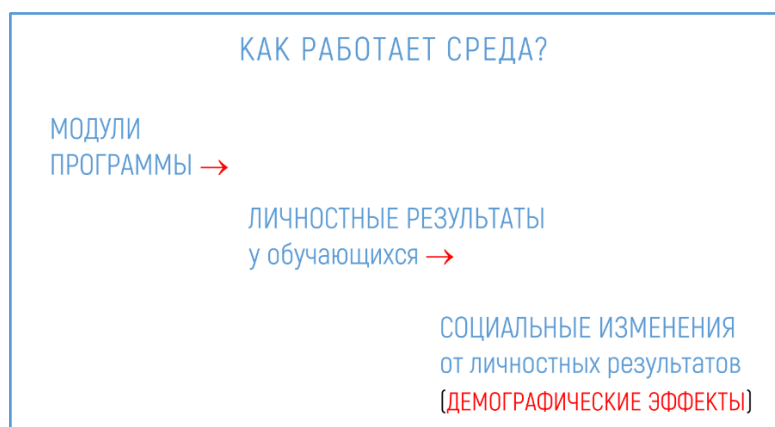 КАК РАБОТАЕТ СРЕДА?
МОДУЛИ
ПРОГРАММЫ →
ЛИЧНОСТНЫЕ РЕЗУЛЬТАТЫ
у обучающихся →
СОЦИАЛЬНЫЕ ИЗМЕНЕНИЯ
от личностных результатов
(ДЕМОГРАФИЧЕСКИЕ ЭФФЕКТЫ)